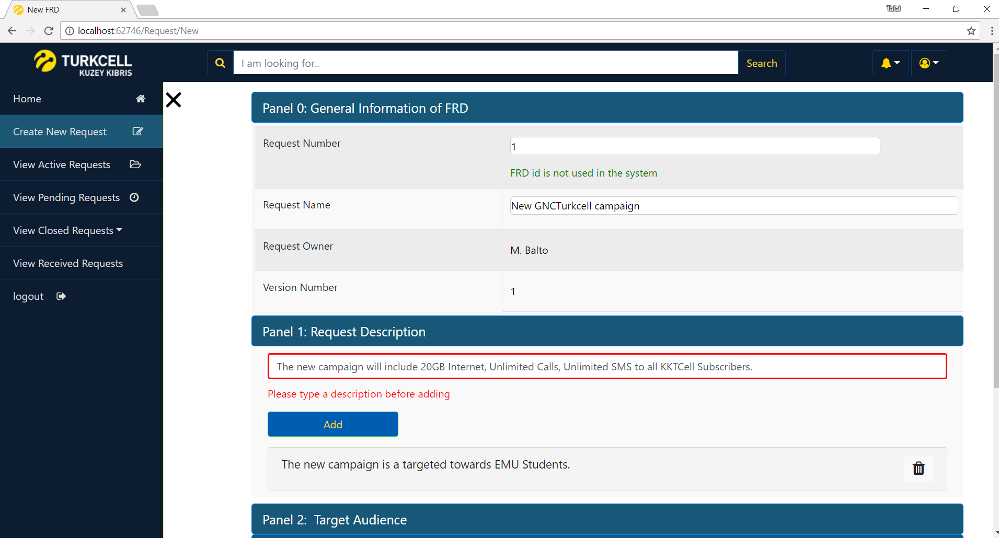 New FRD
Talal
localhost:62746/Request/New
TURKCELL
KUZEY KIBRIS
I am looking for..
Search
Home
Create New Request
View Active Requests
View Pending Requests
View Closed Requests
View Received Requests
logout
Panel 0: General Information of FRD
Request Number
1
FRD id is not used in the system
Request Name
New GNCTurkcell campaign
Request Owner
M. Balto
Version Number
1
Panel 1: Request Description
The new campaign will include 20GB Internet, Unlimited Calls, Unlimited SMS to all KKTCell Subscribers.
Please type a description before adding
Add
The new campaign is a targeted towards EMU Students.
Panel 2: Target Audience